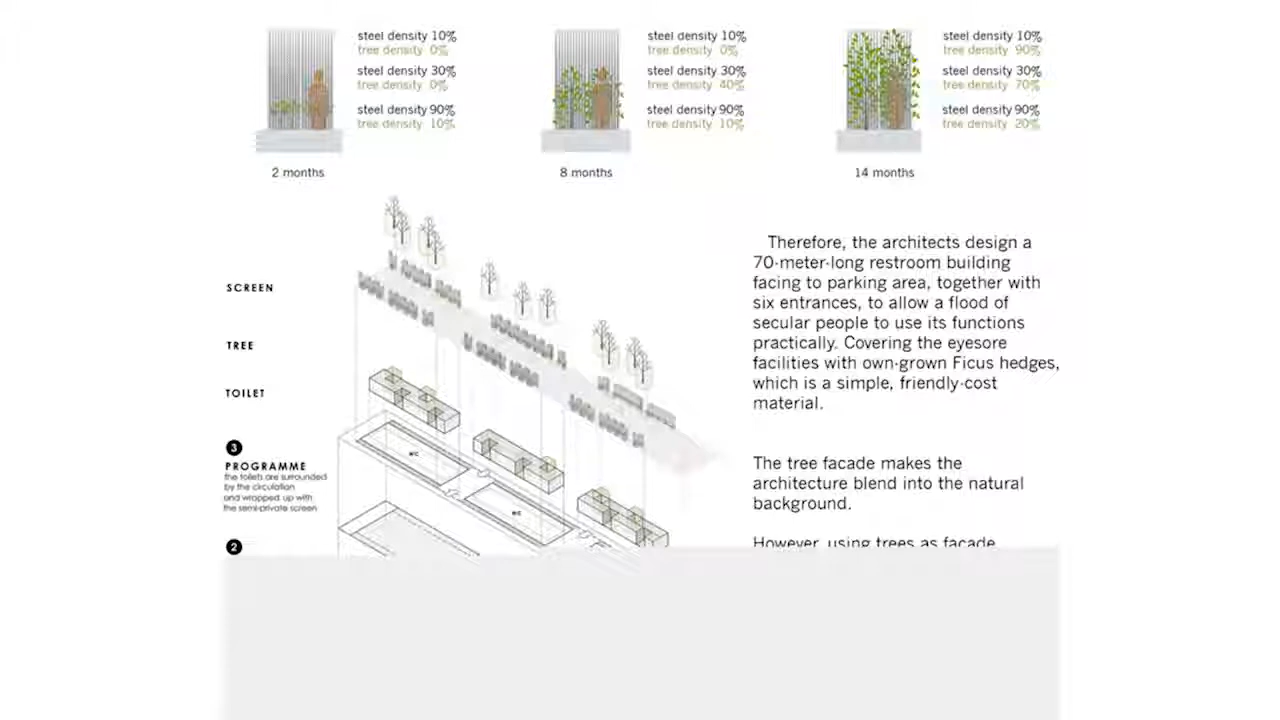 steel density 10%
tree density 0%
steel density 30%
tree density 0%
steel density 90%
tree density 10%
2 months
steel density 10%
tree density 0%
steel density 30%
tree density 40%
steel density 90%
tree density 10%
8 months
steel density 10%
tree density 90%
steel density 30%
tree density 70%
steel density 90%
tree density 20%
14 months
SCREEN
TREE
TOILET
3
PROGRAMME
the toilets are surrounded
by the circulation
and wrapped up with
the semi-private screen
2
WC
WC
Therefore, the architects design a
70-meter-long restroom building
facing to parking area, together with
six entrances, to allow a flood of
secular people to use its functions
practically. Covering the eyesore
facilities with own-grown Ficus hedges,
which is a simple, friendly-cost
material.
The tree facade makes the
architecture blend into the natural
background.
However, using trees as facade